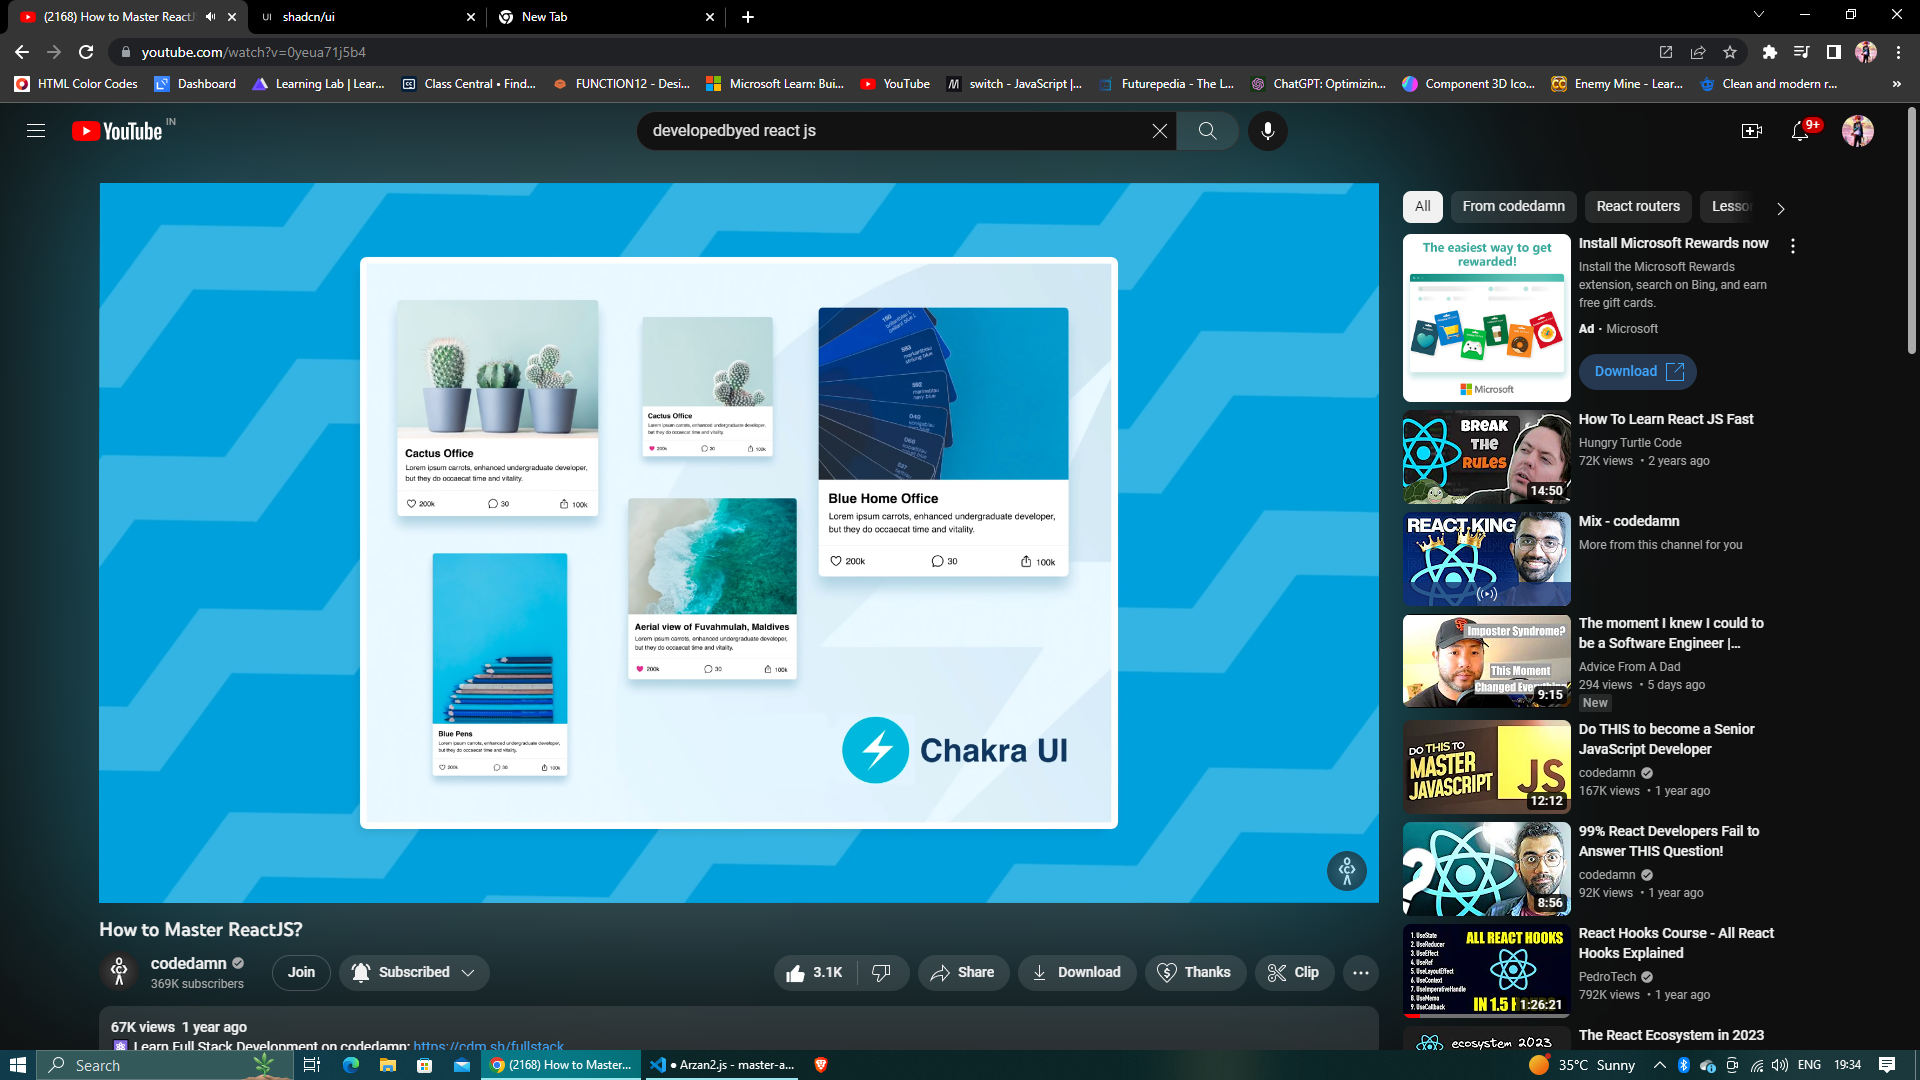 (2168) How to Master ReactJS
shadcn/ui
New Tab
youtube.com/watch?v=0yeua71j5b4
HTML Color Codes
Dashboard
Learning Lab | Lear...
Class Central • Find...
FUNCTION12 - Desi...
Microsoft Learn: Bui...
YouTube
switch - JavaScript |...
Futurepedia - The L...
ChatGPT: Optimizin...
Component 3D Ico...
Enemy Mine - Lear...
Clean and modern r...
YouTube IN
developedbyed react js
9+
Cactus Office
Lorem ipsum carrots, enhanced undergraduate developer,
but they do occaecat time and vitality.
200k 30 100k
Cactus Office
Lorem ipsum carrots, enhanced undergraduate developer,
but they do occaecat time and vitality.
200k 30 100k
Blue Home Office
Lorem ipsum carrots, enhanced undergraduate developer,
but they do occaecat time and vitality.
200k 30 100k
Aerial view of Fuvahmulah, Maldives
Lorem ipsum carrots, enhanced undergraduate developer,
but they do occaecat time and vitality.
200k 30 100k
Blue Pens
Lorem ipsum carrots, enhanced undergraduate developer,
but they do occaecat time and vitality.
200k 30 100k
Chakra UI
How to Master ReactJS?
codedamn
369K subscribers
Join
Subscribed
3.1K
Share
Download
Thanks
Clip
67K views 1 year ago
Learn Full Stack Development on codedamn: https://cdm.sh/fullstack
All
From codedamn
React routers
Lesso
The easiest way to get
rewarded!
Microsoft
Install Microsoft Rewards now
Install the Microsoft Rewards
extension, search on Bing, and earn
free gift cards.
Ad • Microsoft
Download
BREAK
THE
RULES
14:50
How To Learn React JS Fast
Hungry Turtle Code
72K views • 2 years ago
REACT KING
Mix - codedamn
More from this channel for you
Imposter Syndrome?
This Moment
Changed Everything
9:15
The moment I knew I could to
be a Software Engineer |...
Advice From A Dad
294 views • 5 days ago
New
DO THIS TO
MASTER
JAVASCRIPT
JS
12:12
Do THIS to become a Senior
JavaScript Developer
codedamn
167K views • 1 year ago
?
8:56
99% React Developers Fail to
Answer THIS Question!
codedamn
92K views • 1 year ago
1. UseState
2. UseReducer
3. UseEffect
4. UseRef
5. UseLayoutEffect
6. UseContext
7. UseImperativeHandle
8. UseMemo
9. UseCallback
ALL REACT HOOKS
IN 1.5 H
1:26:21
React Hooks Course - All React
Hooks Explained
PedroTech
792K views • 1 year ago
ecosystem 2023
The React Ecosystem in 2023
Search
(2168) How to Master...
● Arzan2.js - master-a...
35°C Sunny
ENG
19:34